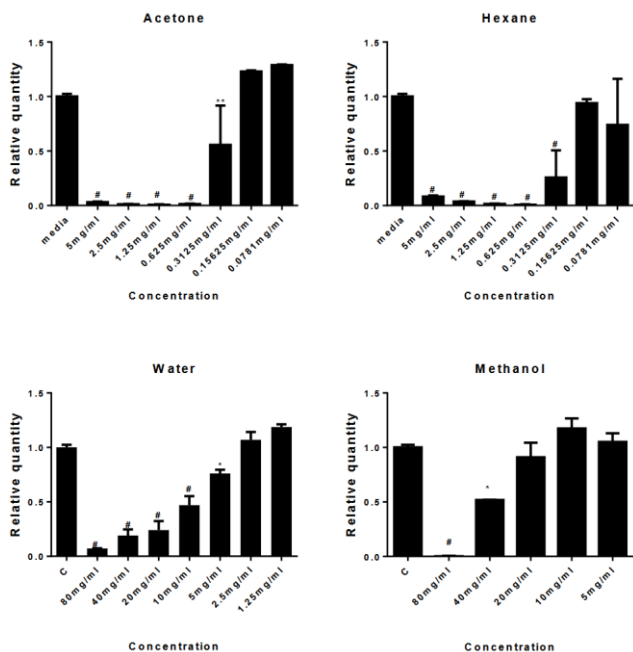 Acetone
Relative quantity
1.5
1.0
0.5
0.0
**
# # # #
media
5mg/ml
2.5mg/ml
1.25mg/ml
0.625mg/ml
0.3125mg/ml
0.15625mg/ml
0.0781mg/ml
Concentration
Hexane
Relative quantity
1.5
1.0
0.5
0.0
# # # # #
media
5mg/ml
2.5mg/ml
1.25mg/ml
0.625mg/ml
0.3125mg/ml
0.15625mg/ml
0.0781mg/ml
Concentration
Water
Relative quantity
1.5
1.0
0.5
0.0
# # # # *
C
80mg/ml
40mg/ml
20mg/ml
10mg/ml
5mg/ml
2.5mg/ml
1.25mg/ml
Concentration
Methanol
Relative quantity
1.5
1.0
0.5
0.0
# *
C
80mg/ml
40mg/ml
20mg/ml
10mg/ml
5mg/ml
Concentration